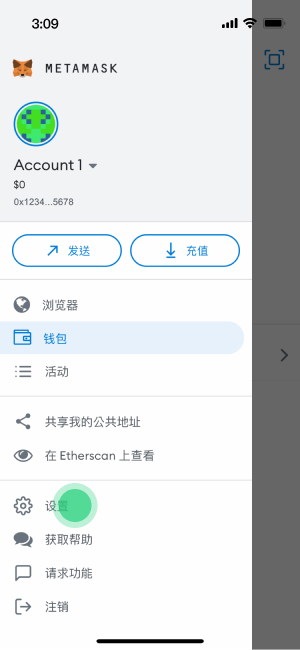 3:09
METAMASK
Account 1
$0
0x1234...5678
发送
充值
浏览器
钱包
活动
共享我的公共地址
在 Etherscan 上查看
设置
获取帮助
请求功能
注销